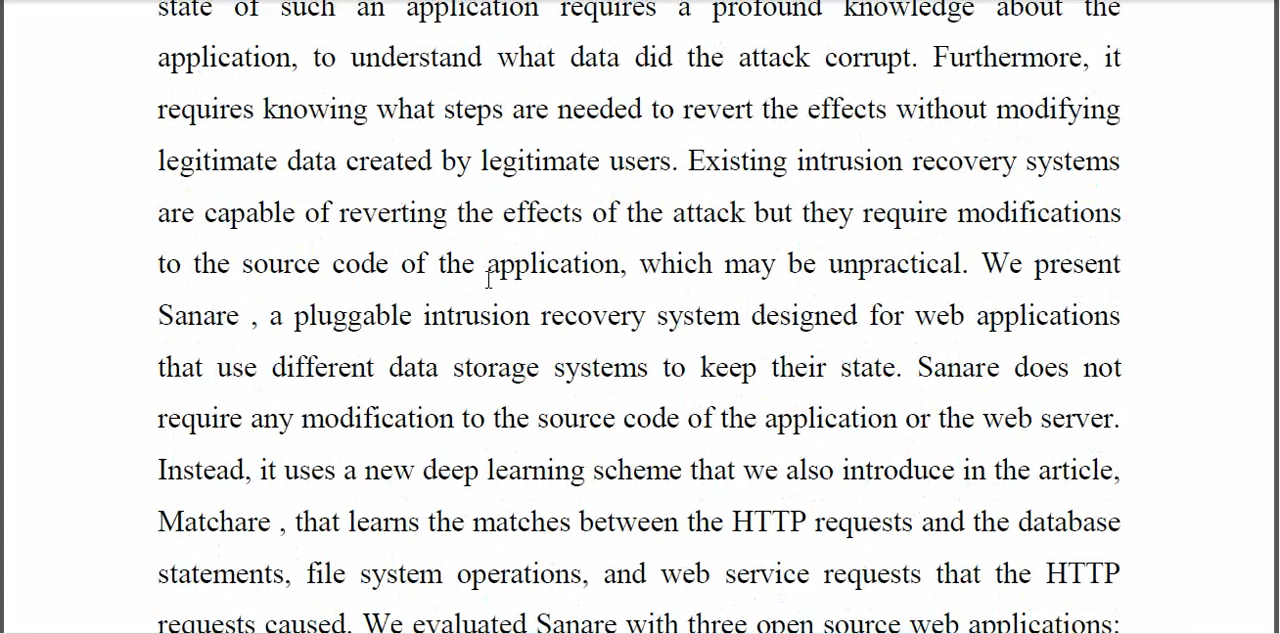 state of such an application requires a profound knowledge about the
application, to understand what data did the attack corrupt. Furthermore, it
requires knowing what steps are needed to revert the effects without modifying
legitimate data created by legitimate users. Existing intrusion recovery systems
are capable of reverting the effects of the attack but they require modifications
to the source code of the application, which may be unpractical. We present
Sanare , a pluggable intrusion recovery system designed for web applications
that use different data storage systems to keep their state. Sanare does not
require any modification to the source code of the application or the web server.
Instead, it uses a new deep learning scheme that we also introduce in the article,
Matchare , that learns the matches between the HTTP requests and the database
statements, file system operations, and web service requests that the HTTP
requests caused. We evaluated Sanare with three open source web applications: